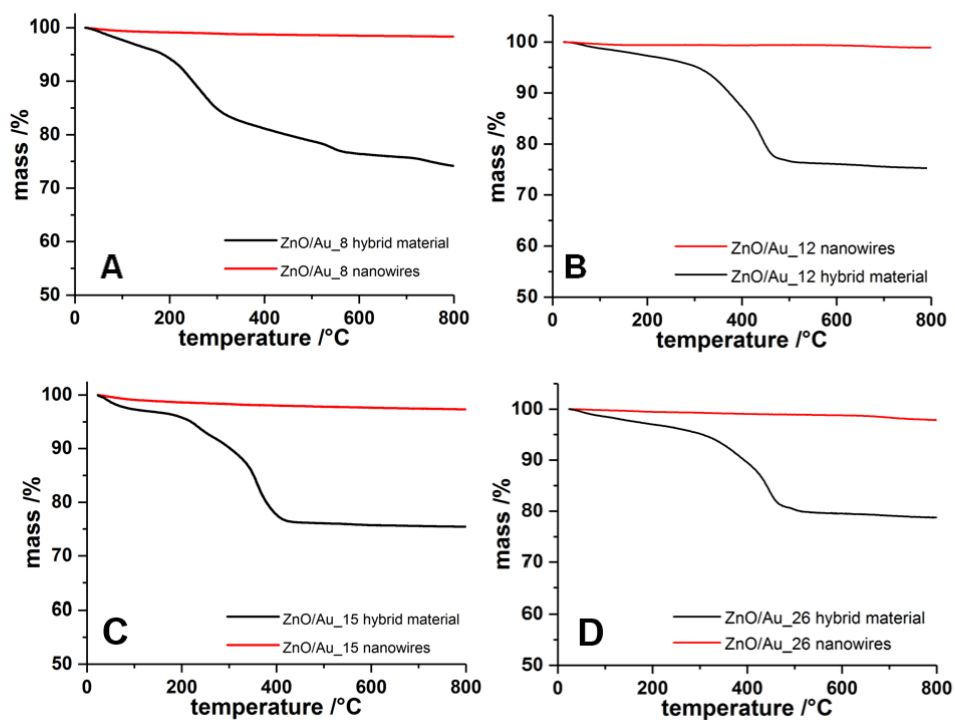 100
90
80
70
60
50
mass /%
ZnO/Au_8 hybrid material
ZnO/Au_8 nanowires
A
0 200 400 600 800
temperature /°C
100
90
80
70
60
50
mass /%
ZnO/Au_12 nanowires
ZnO/Au_12 hybrid material
B
0 200 400 600 800
temperature /°C
100
90
80
70
60
50
mass /%
ZnO/Au_15 hybrid material
ZnO/Au_15 nanowires
C
0 200 400 600 800
temperature /°C
100
90
80
70
60
50
mass /%
ZnO/Au_26 hybrid material
ZnO/Au_26 nanowires
D
0 200 400 600 800
temperature /°C